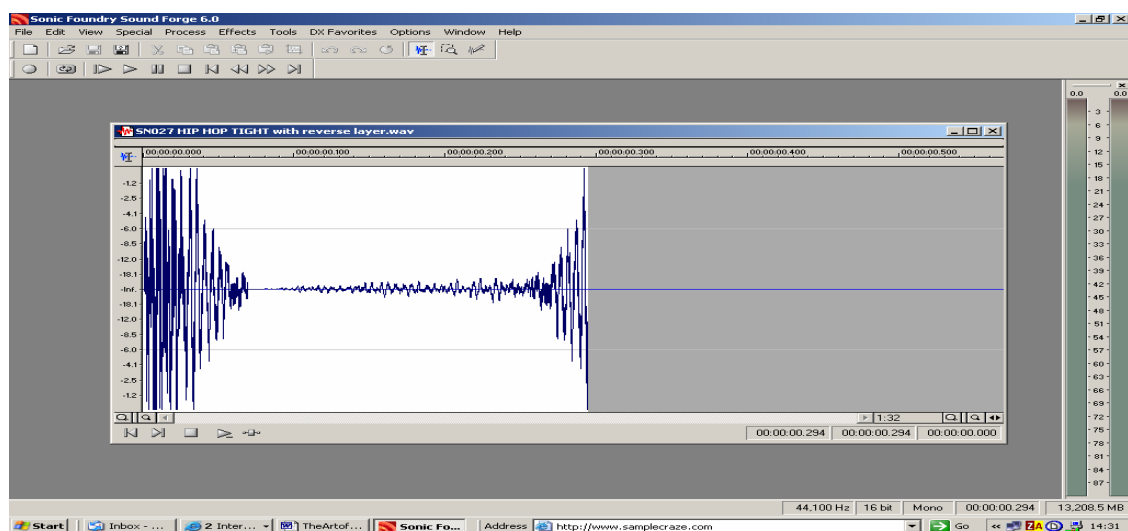 Sonic Foundry Sound Forge 6.0
File Edit View Special Process Effects Tools DX Favorites Options Window Help
0.0 0.0
SN027 HIP HOP TIGHT with reverse layer.wav
00:00:00.000 00:00:00.100 00:00:00.200 00:00:00.300 00:00:00.400 00:00:00.500
-1.2
-2.5
-4.1
-6.0
-8.5
-12.0
-18.1
-Inf.
-18.1
-12.0
-8.5
-6.0
-4.1
-2.5
-1.2
1:32
00:00:00.294 00:00:00.294 00:00:00.000
- 3 -
- 6 -
- 9 -
- 12 -
- 15 -
- 18 -
- 21 -
- 24 -
- 27 -
- 30 -
- 33 -
- 36 -
- 39 -
- 42 -
- 45 -
- 48 -
- 51 -
- 54 -
- 57 -
- 60 -
- 63 -
- 66 -
- 69 -
- 72 -
- 75 -
- 78 -
- 81 -
- 84 -
- 87 -
44,100 Hz 16 bit Mono 00:00:00.294 13,208.5 MB
Start Inbox - ... 2 Inter... TheArtof... Sonic Fo... Address http://www.samplecraze.com Go « ZA 14:31